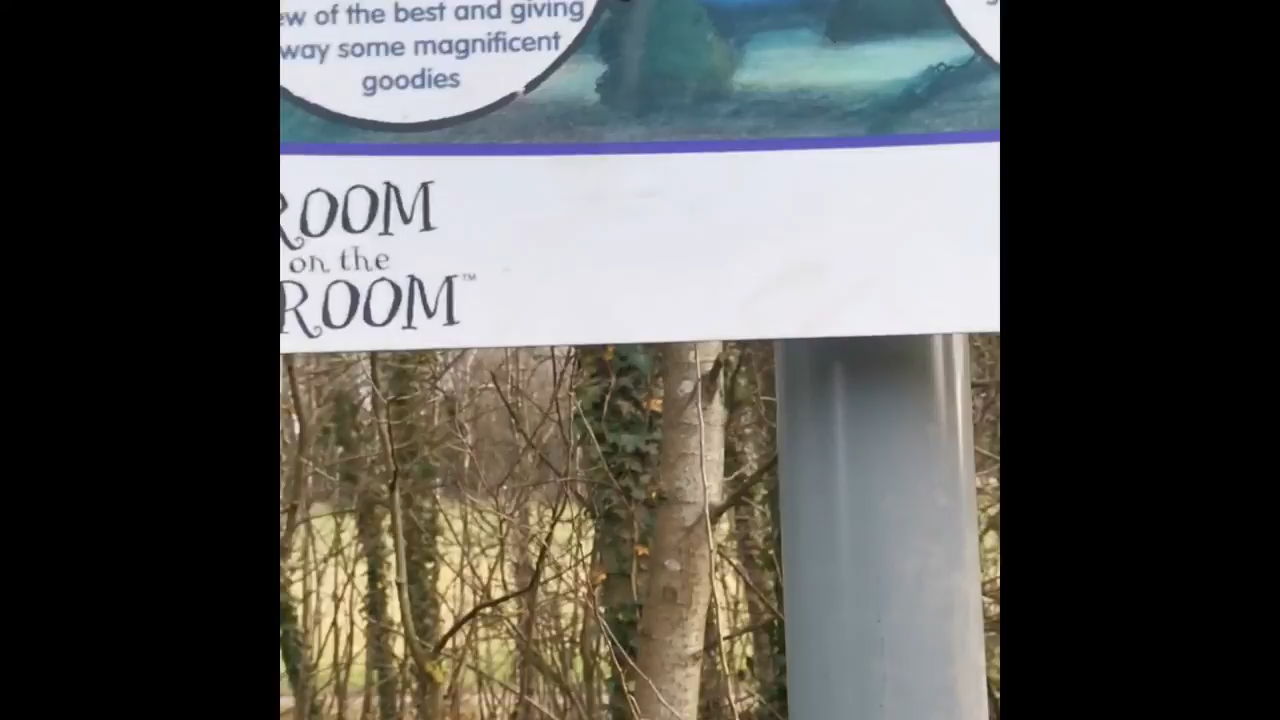 ew of the best and giving
way some magnificent
goodies
ROOM
on the
ROOM™